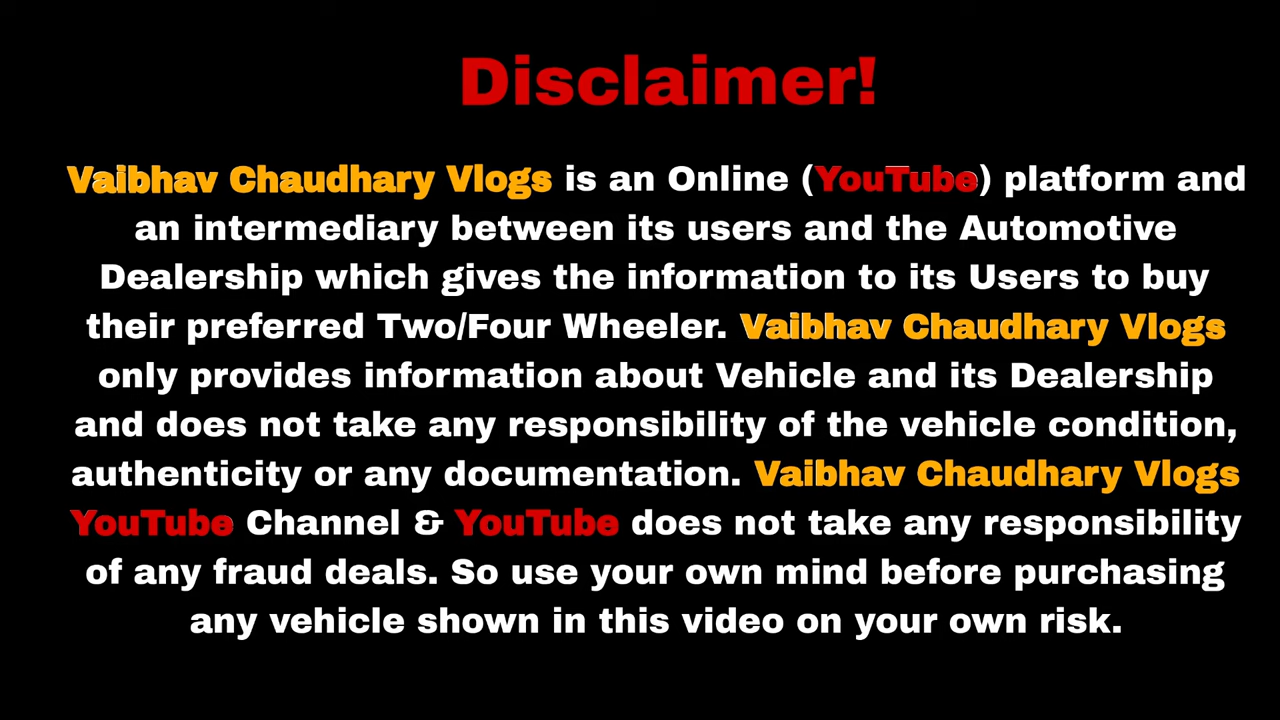 Disclaimer!
Vaibhav Chaudhary Vlogs is an Online (YouTube) platform and
an intermediary between its users and the Automotive
Dealership which gives the information to its Users to buy
their preferred Two/Four Wheeler. Vaibhav Chaudhary Vlogs
only provides information about Vehicle and its Dealership
and does not take any responsibility of the vehicle condition,
authenticity or any documentation. Vaibhav Chaudhary Vlogs
YouTube Channel & YouTube does not take any responsibility
of any fraud deals. So use your own mind before purchasing
any vehicle shown in this video on your own risk.